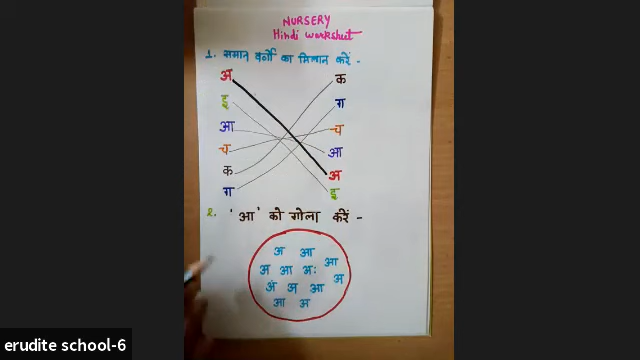 NURSERY
Hindi Worksheet
1. समान वर्णों का मिलान करें -
अ क
इ ग
आ च
च आ
क अ
ग इ
2. 'आ' को गोला करें -
अ आ
अ आ अः आ
अं अ आ अ
आ अ
erudite school-6